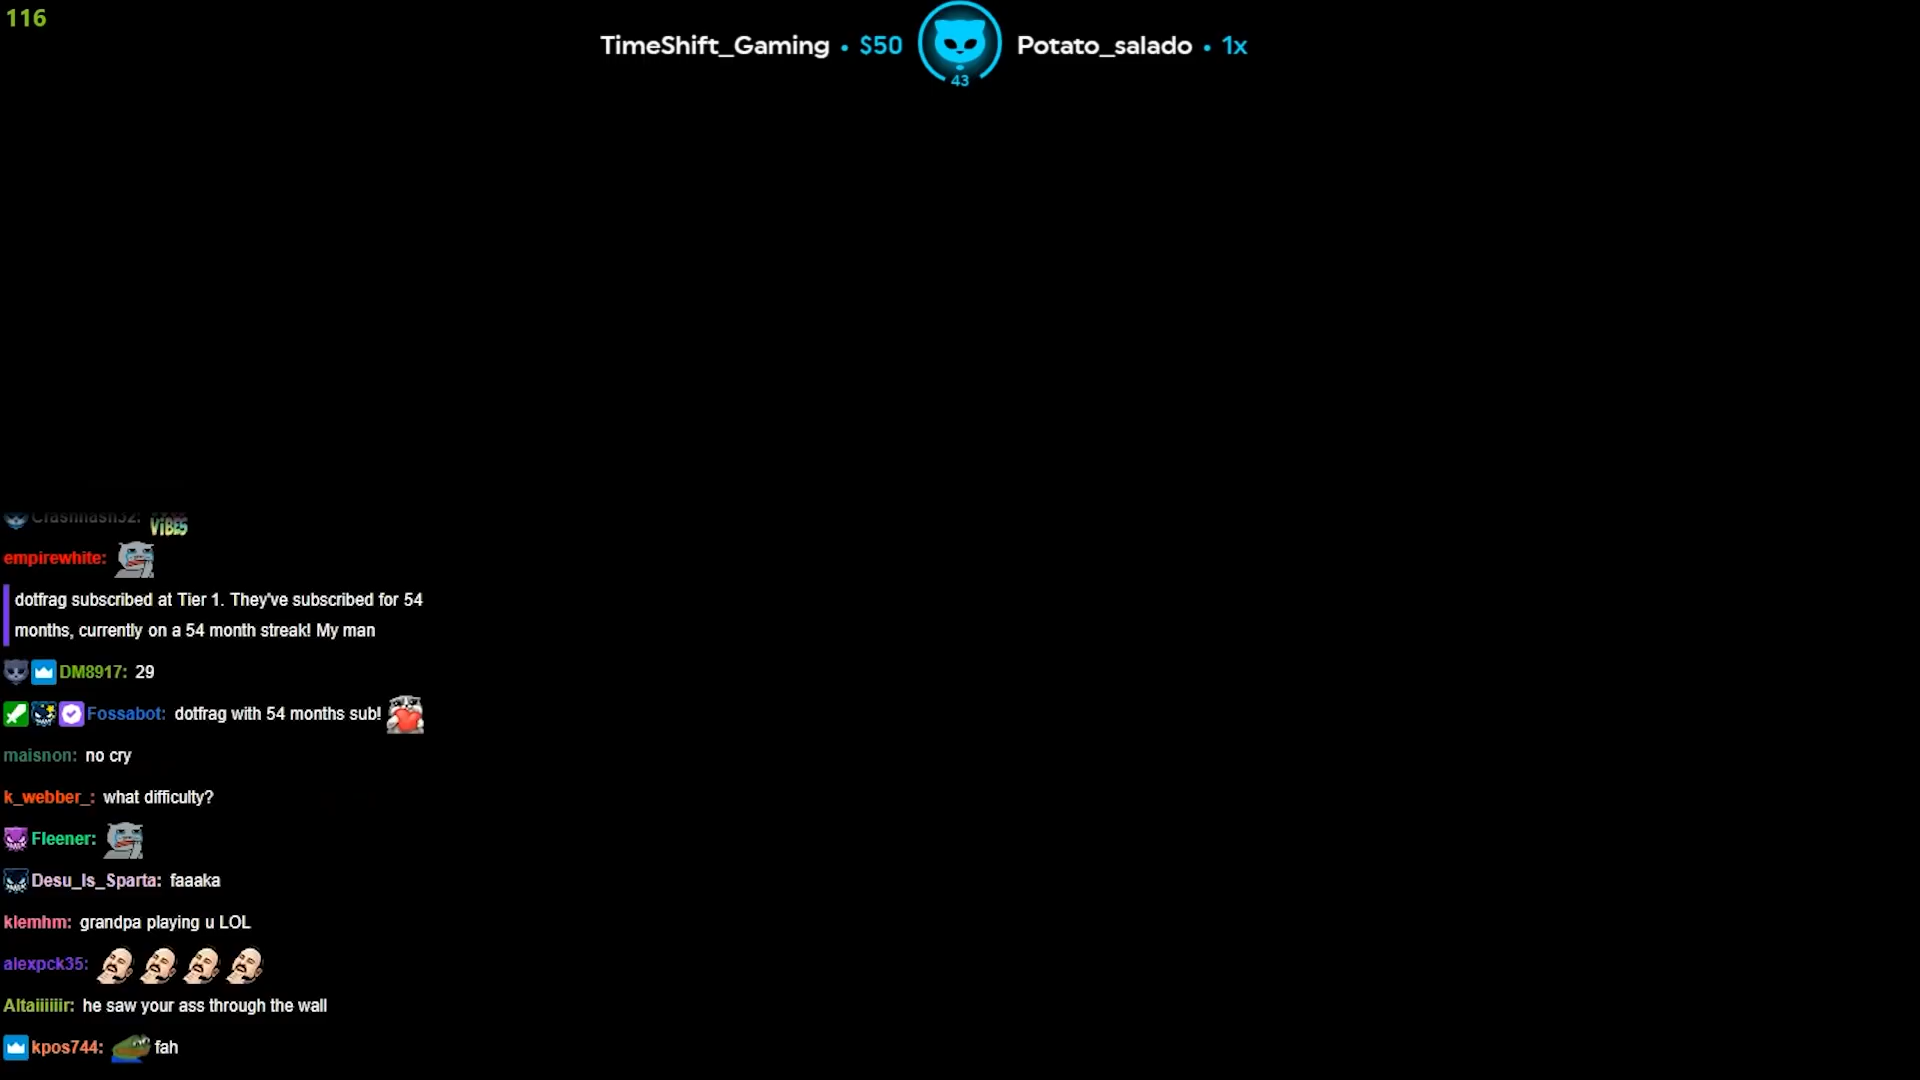 116
TimeShift_Gaming • $50
43
Potato_salado • 1x
Crashhash32: ViBES
empirewhite:
dotfrag subscribed at Tier 1. They've subscribed for 54
months, currently on a 54 month streak! My man
DM8917: 29
Fossabot: dotfrag with 54 months sub!
maisnon: no cry
k_webber_: what difficulty?
Fleener:
Desu_Is_Sparta: faaaka
klemhm: grandpa playing u LOL
alexpck35:
Altaiiiiiir: he saw your ass through the wall
kpos744: fah